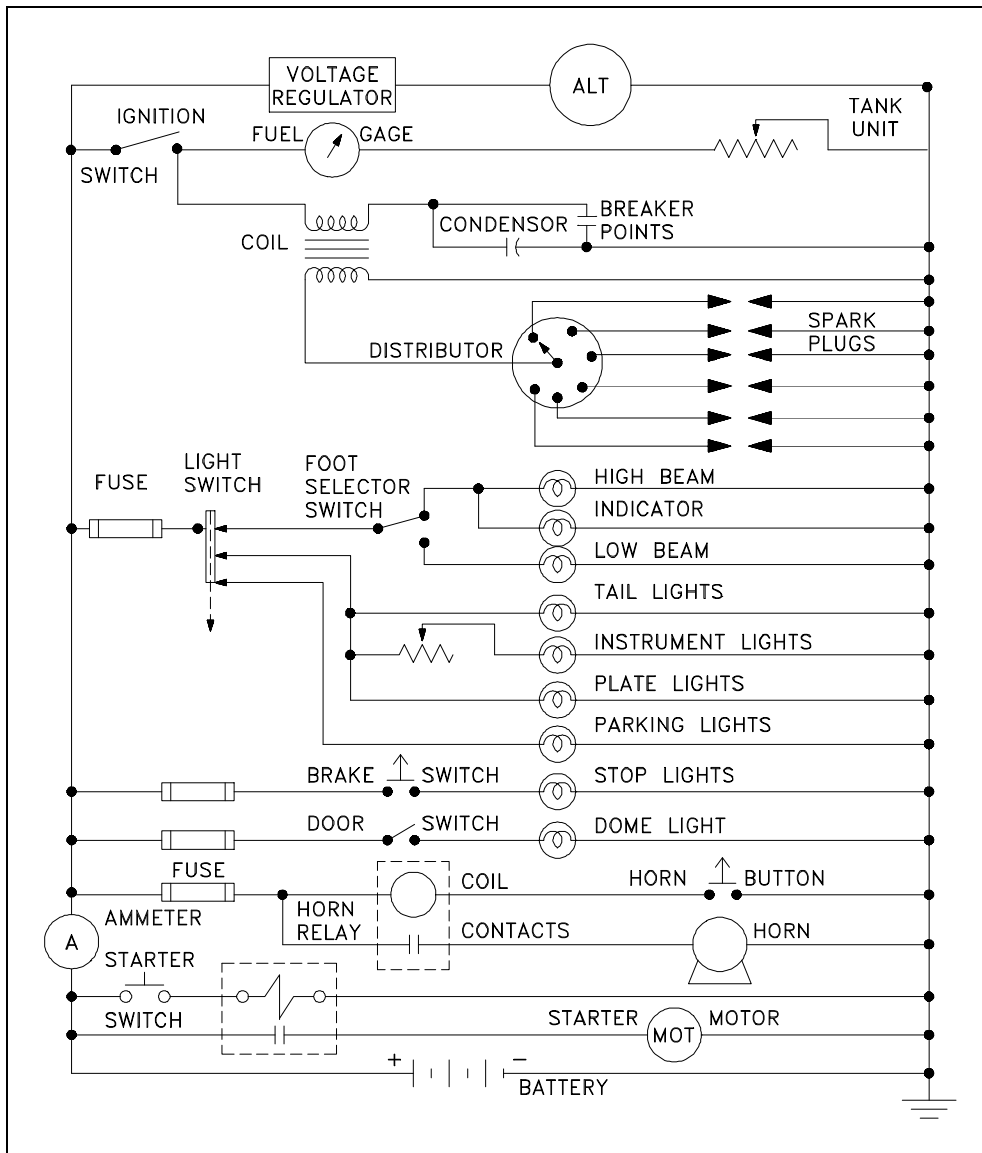 VOLTAGE
REGULATOR
ALT
IGNITION
SWITCH
FUEL GAGE
TANK
UNIT
COIL
CONDENSOR
BREAKER
POINTS
DISTRIBUTOR
SPARK
PLUGS
FUSE
LIGHT
SWITCH
FOOT
SELECTOR
SWITCH
HIGH BEAM
INDICATOR
LOW BEAM
TAIL LIGHTS
INSTRUMENT LIGHTS
PLATE LIGHTS
PARKING LIGHTS
BRAKE SWITCH
STOP LIGHTS
DOOR SWITCH
DOME LIGHT
FUSE
COIL
HORN BUTTON
AMMETER
A
HORN
RELAY
CONTACTS
HORN
STARTER
SWITCH
STARTER MOTOR
MOT
+ −
BATTERY